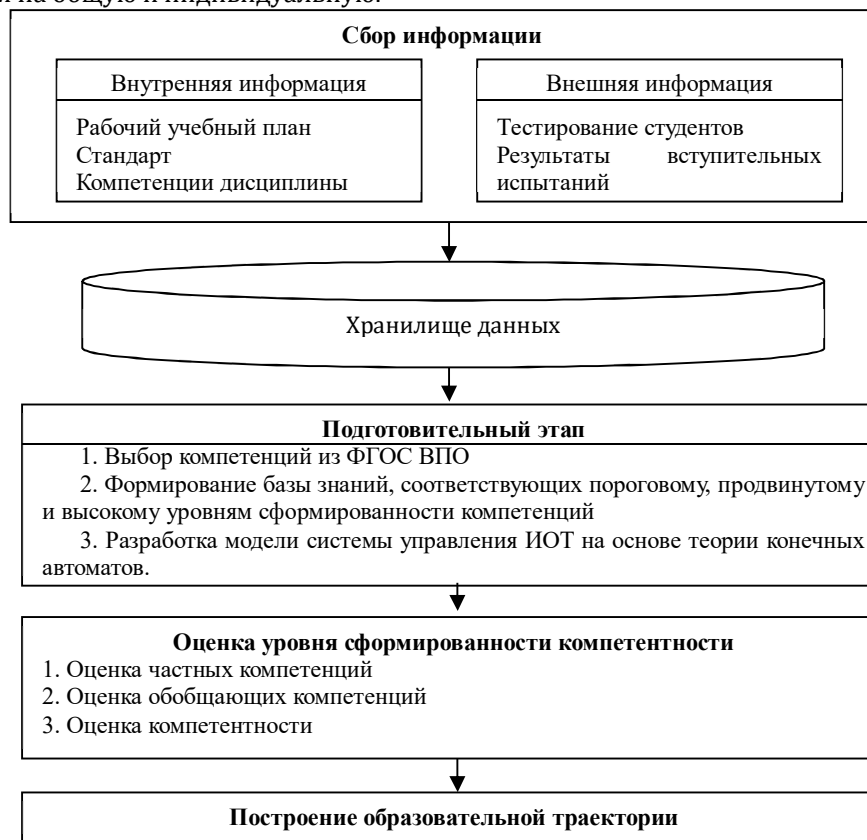 Сбор информации
Внутренняя информация
Рабочий учебный план
Стандарт
Компетенции дисциплины
Внешняя информация
Тестирование студентов
Результаты вступительных
испытаний
Хранилище данных
Подготовительный этап
1. Выбор компетенций из ФГОС ВПО
2. Формирование базы знаний, соответствующих пороговому, продвинутому
и высокому уровням сформированности компетенций
3. Разработка модели системы управления ИОТ на основе теории конечных
автоматов.
Оценка уровня сформированности компетентности
1. Оценка частных компетенций
2. Оценка обобщающих компетенций
3. Оценка компетентности
Построение образовательной траектории